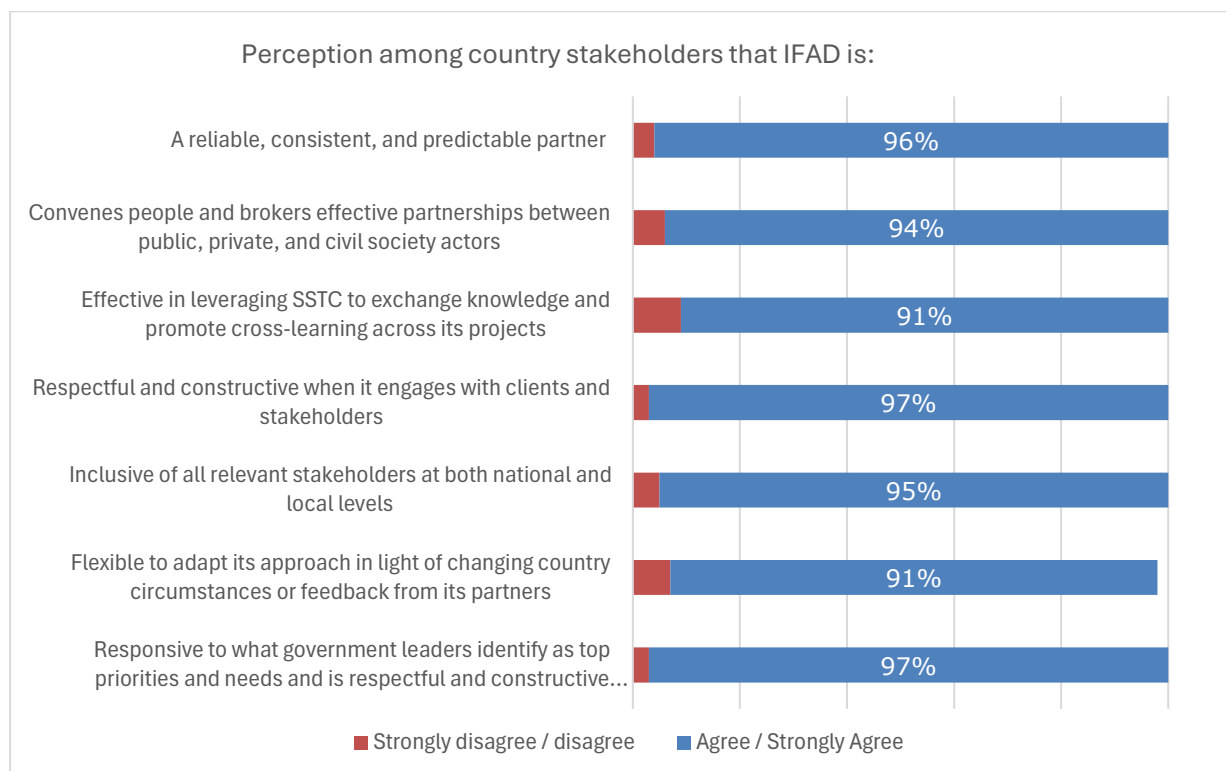 Perception among country stakeholders that IFAD is:
A reliable, consistent, and predictable partner
96%
Convenes people and brokers effective partnerships between
public, private, and civil society actors
94%
Effective in leveraging SSTC to exchange knowledge and
promote cross-learning across its projects
91%
Respectful and constructive when it engages with clients and
stakeholders
97%
Inclusive of all relevant stakeholders at both national and
local levels
95%
Flexible to adapt its approach in light of changing country
circumstances or feedback from its partners
91%
Responsive to what government leaders identify as top
priorities and needs and is respectful and constructive...
97%
Strongly disagree / disagree
Agree / Strongly Agree